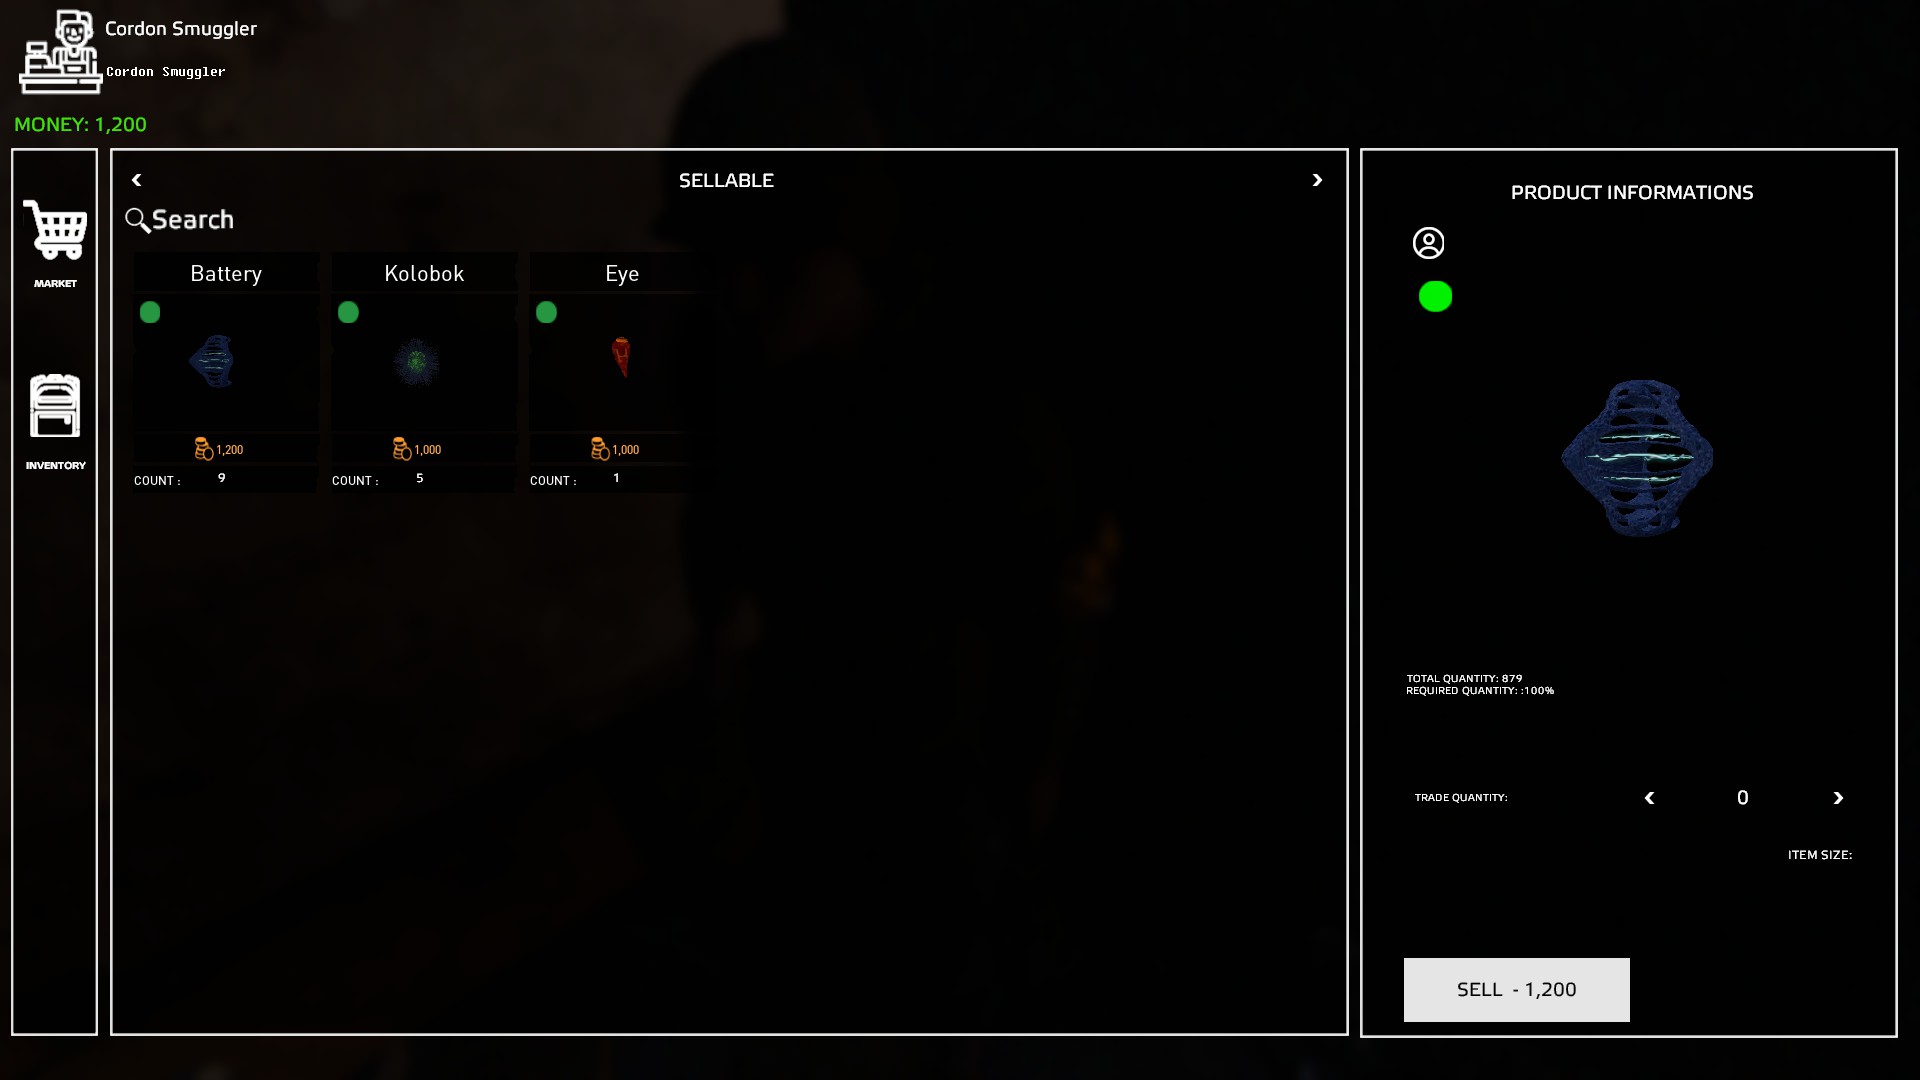 Cordon Smuggler
Cordon Smuggler
MONEY: 1,200
MARKET
INVENTORY
SELLABLE
Search
Battery
Kolobok
Eye
1,200
1,000
1,000
COUNT : 9
COUNT : 5
COUNT : 1
PRODUCT INFORMATIONS
TOTAL QUANTITY: 879
REQUIRED QUANTITY: :100%
TRADE QUANTITY: 0
ITEM SIZE:
SELL - 1,200